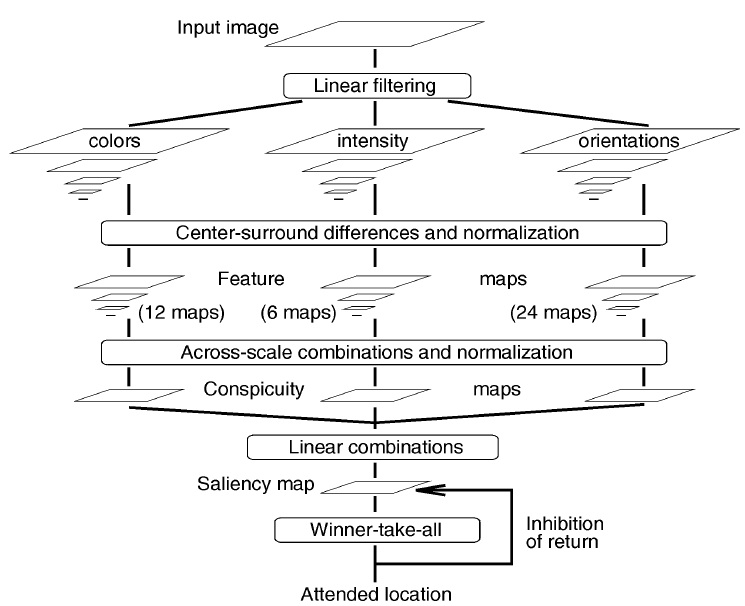 Input image
Linear filtering
colors
intensity
orientations
Center-surround differences and normalization
Feature maps
(12 maps)
(6 maps)
(24 maps)
Across-scale combinations and normalization
Conspicuity maps
Linear combinations
Saliency map
Winner-take-all
Inhibition
of return
Attended location